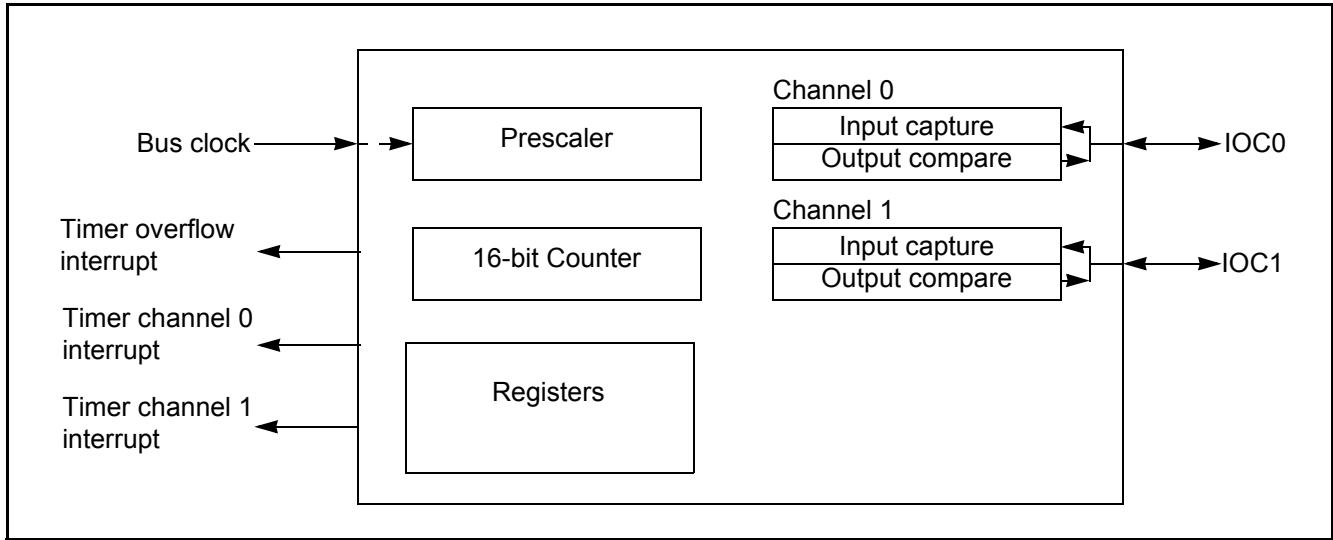 Channel 0
Bus clock
Prescaler
Input capture
Output compare
IOC0
Channel 1
Timer overflow
interrupt
16-bit Counter
Input capture
Output compare
IOC1
Timer channel 0
interrupt
Registers
Timer channel 1
interrupt